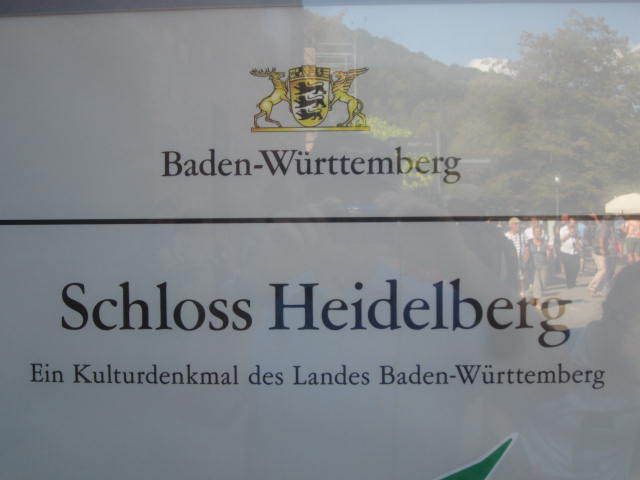 Baden-Württemberg
Schloss Heidelberg
Ein Kulturdenkmal des Landes Baden-Württemberg